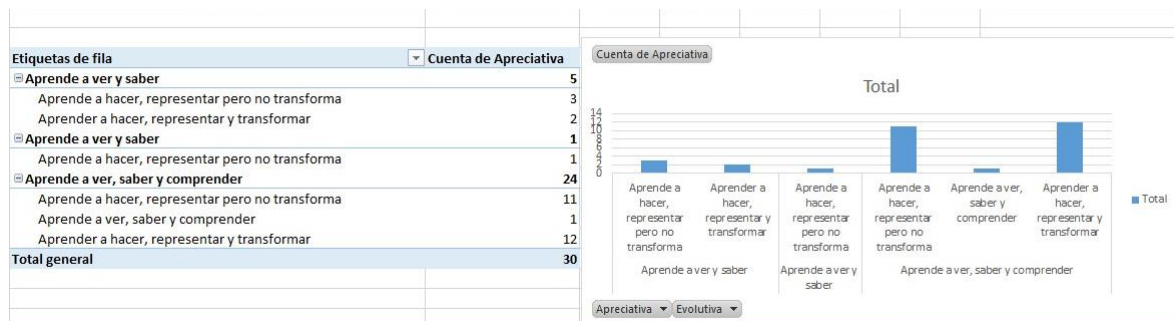 Etiquetas de fila Cuenta de Apreciativa
Aprende a ver y saber 5
Aprende a hacer, representar pero no transforma 3
Aprender a hacer, representar y transformar 2
Aprende a ver y saber 1
Aprende a hacer, representar pero no transforma 1
Aprende a ver, saber y comprender 24
Aprende a hacer, representar pero no transforma 11
Aprende a ver, saber y comprender 1
Aprender a hacer, representar y transformar 12
Total general 30
Cuenta de Apreciativa
Total
14
12
10
8
6
4
2
0
Aprende a
hacer,
representar
pero no
transforma
Aprender a
hacer,
representar y
transformar
Aprende a
hacer,
representar
pero no
transforma
Aprende a
hacer,
representar
pero no
transforma
Aprende a ver,
saber y
comprender
Aprender a
hacer,
representar y
transformar
Aprende a ver y saber
Aprende a ver y
saber
Aprende a ver, saber y comprender
Total
Apreciativa Evolutiva